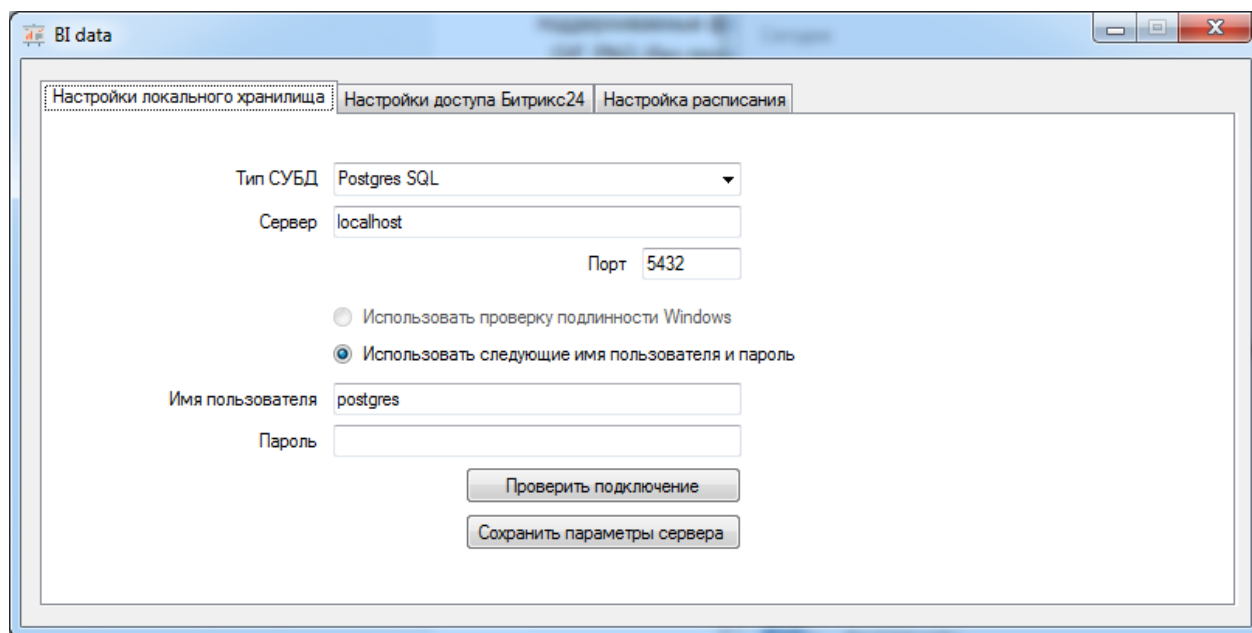 BI data
Настройки локального хранилища Настройки доступа Битрикс24 Настройка расписания
Тип СУБД Postgres SQL
Сервер localhost
Порт 5432
Использовать проверку подлинности Windows
Использовать следующие имя пользователя и пароль
Имя пользователя postgres
Пароль
Проверить подключение
Сохранить параметры сервера